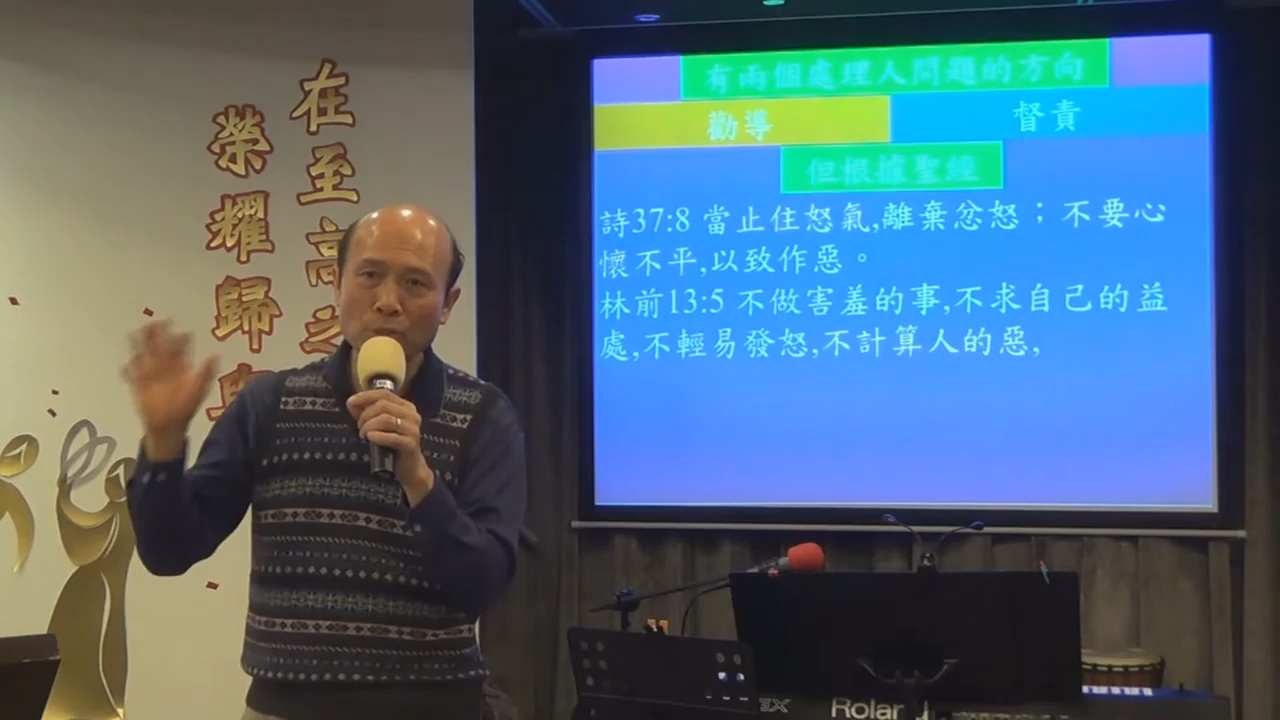 在至高之
榮耀歸與
有兩個處理人問題的方向
勸導
督責
但根據聖經
詩37:8 當止住怒氣,離棄忿怒；不要心
懷不平,以致作惡。
林前13:5 不做害羞的事,不求自己的益
處,不輕易發怒,不計算人的惡,
Roland